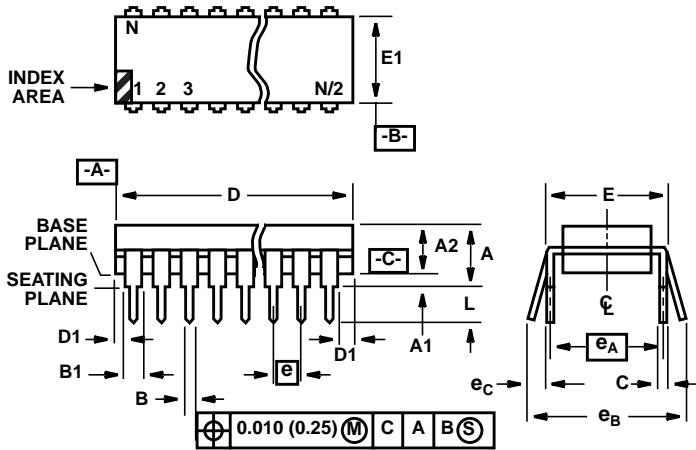 N
INDEX
AREA
1 2 3 N/2
E1
-B-
-A-
D
E
BASE
PLANE
A2
A
-C-
SEATING
PLANE
L
C
L
D1
A1
D1
B1
e
eA
eC
C
B
eB
0.010 (0.25) M C A B S